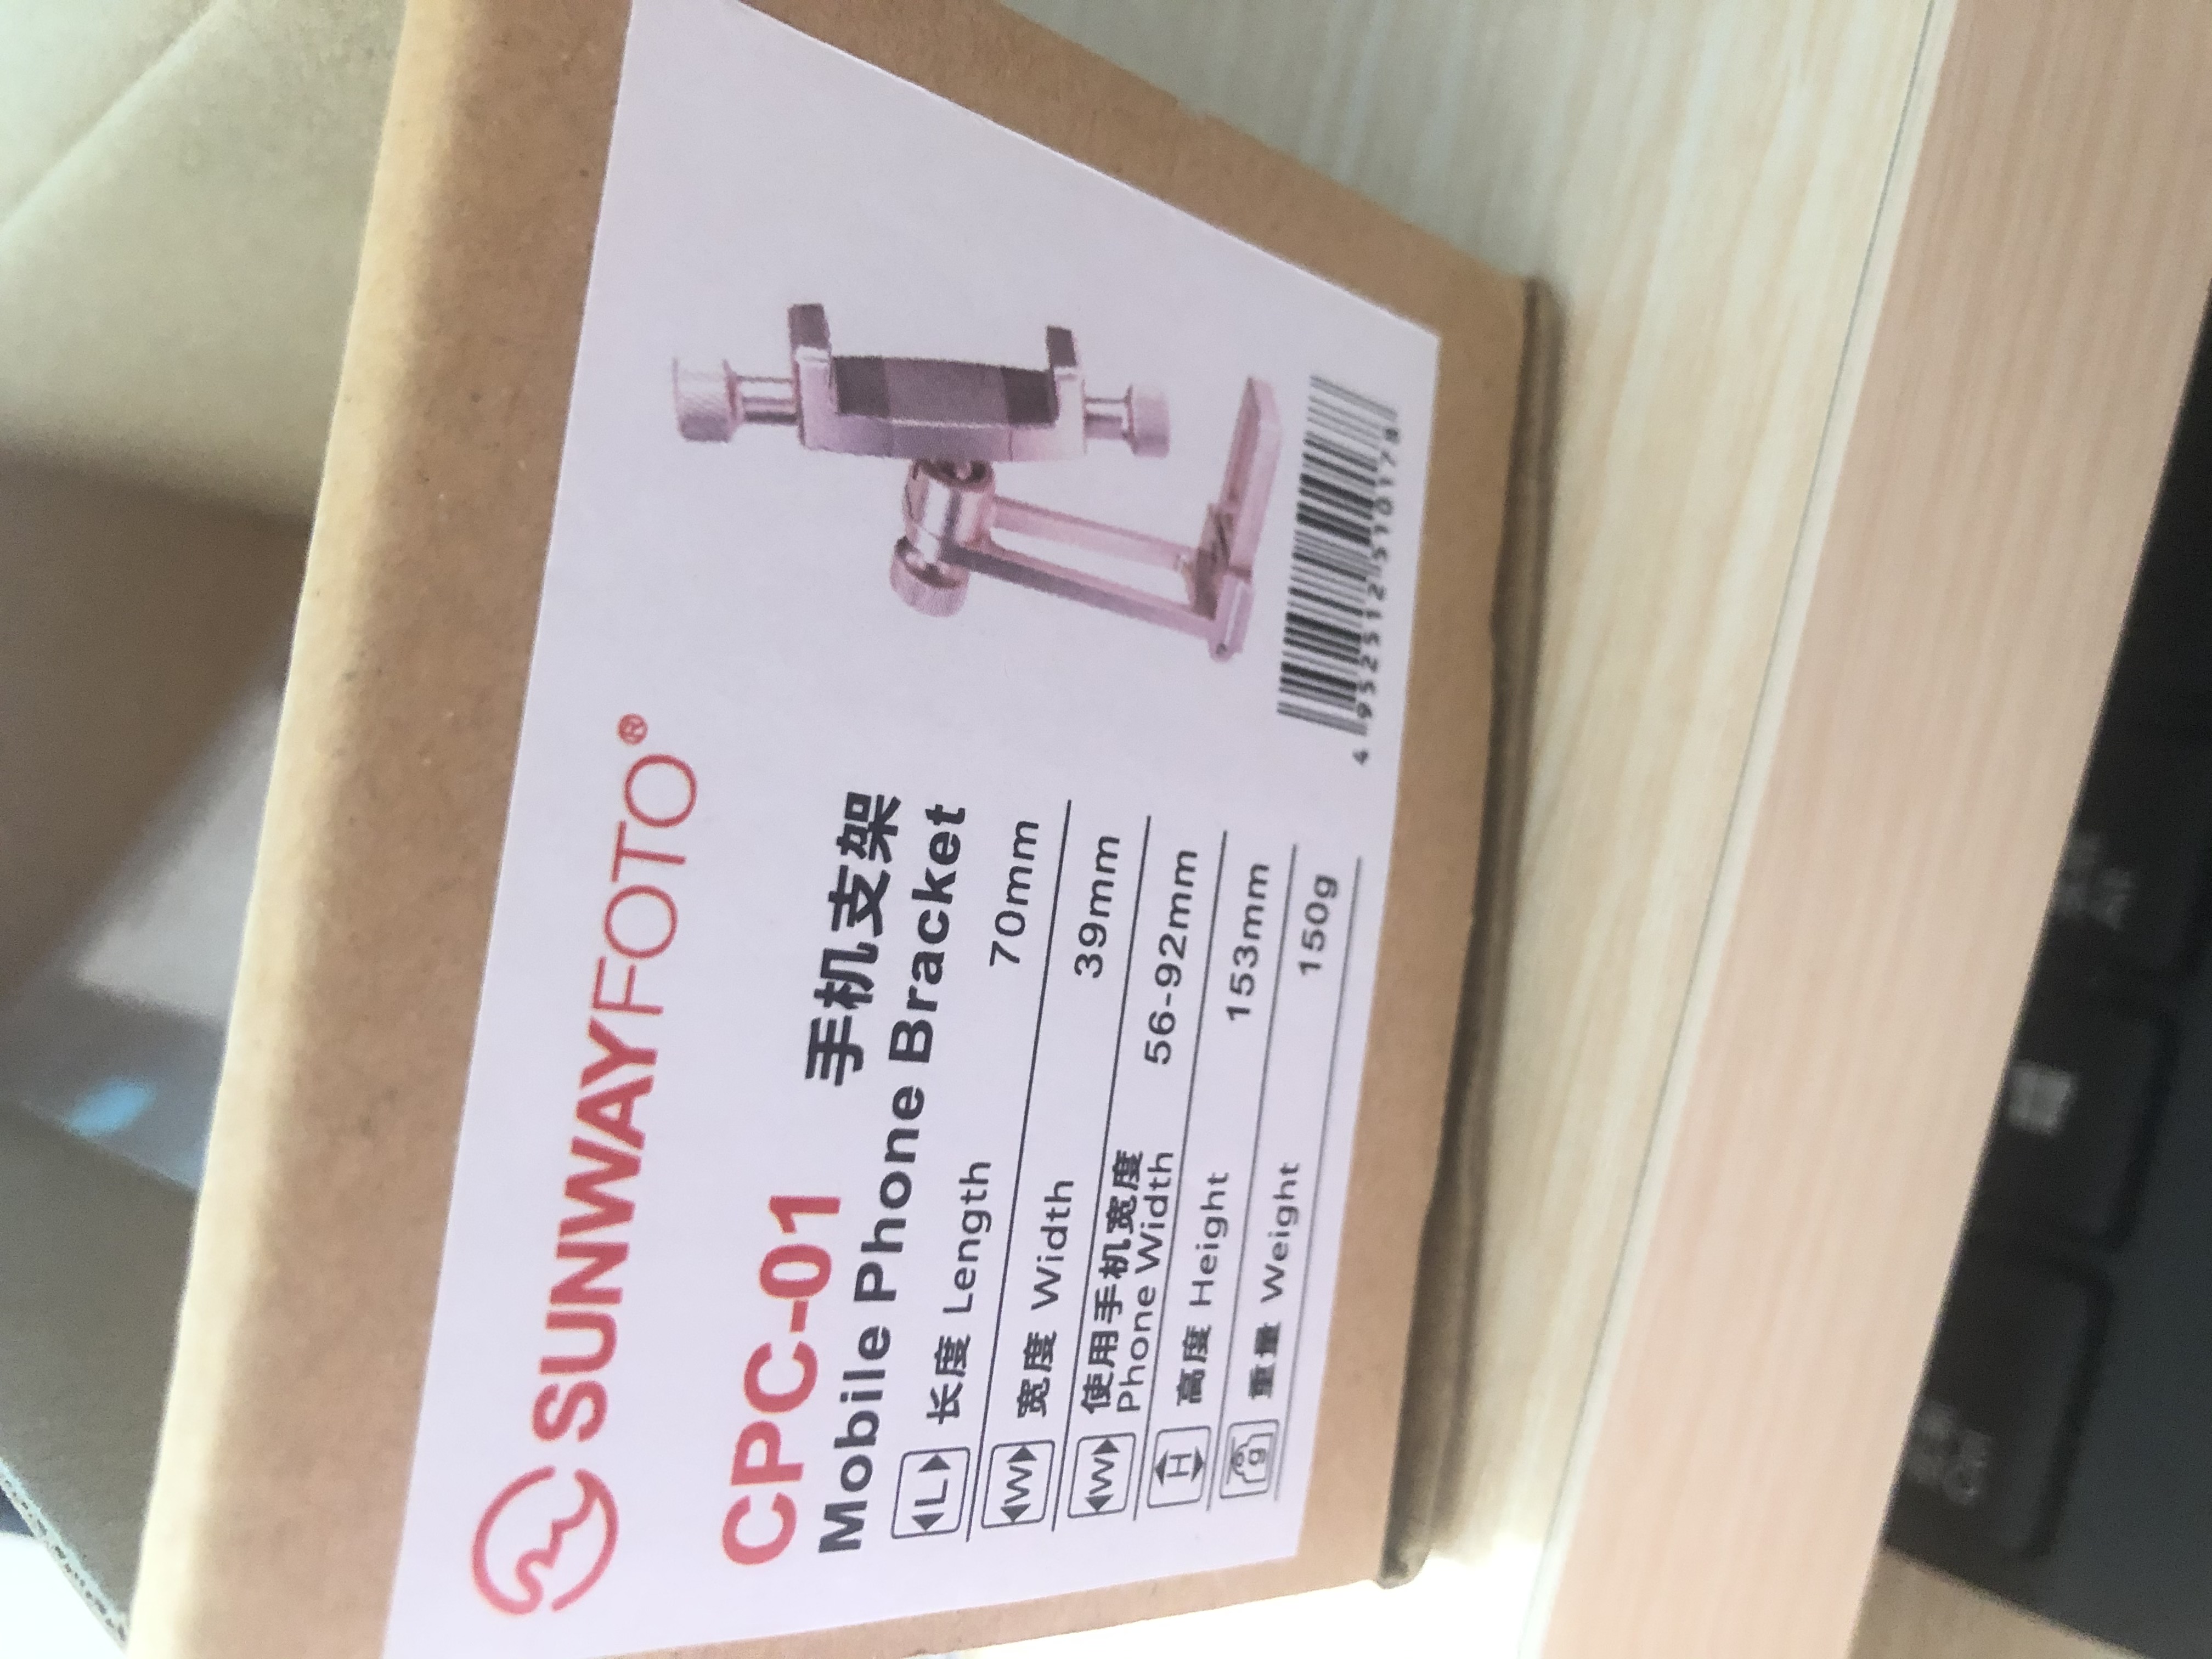 SUNWAYFOTO®
CPC-01 手机支架
Mobile Phone Bracket
L 长度 Length 70mm
W 宽度 Width 39mm
W 使用手机宽度 Phone Width 56-92mm
H 高度 Height 153mm
g 重量 Weight 150g